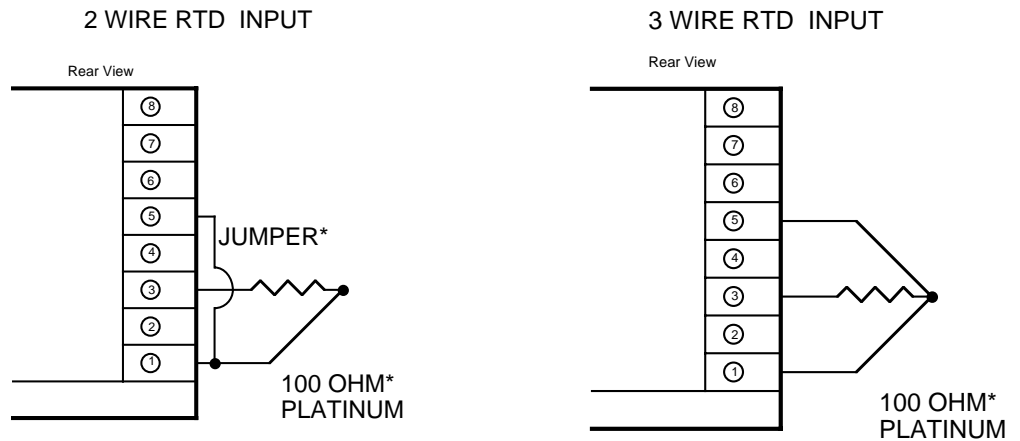 2 WIRE RTD INPUT
Rear View
8
7
6
5
4
3
2
1
JUMPER*
100 OHM*
PLATINUM
3 WIRE RTD INPUT
Rear View
8
7
6
5
4
3
2
1
100 OHM*
PLATINUM